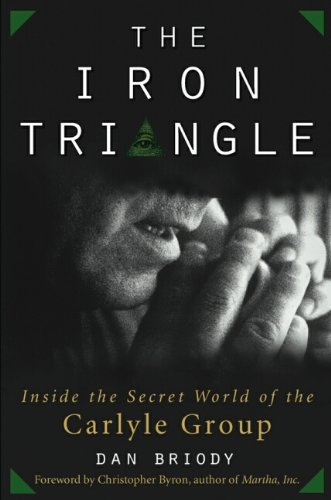 THE
IRON
TRIANGLE
Inside the Secret World of the
Carlyle Group
DAN BRIODY
Foreword by Christopher Byron, author of Martha, Inc.